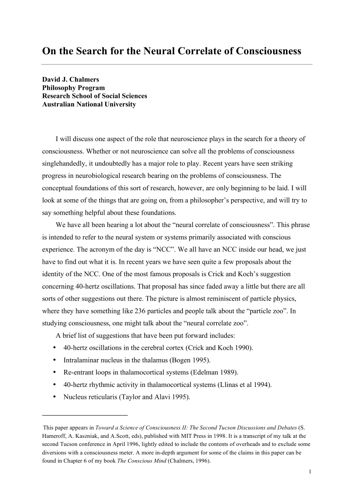 On the Search for the Neural Correlate of Consciousness
David J. Chalmers
Philosophy Program
Research School of Social Sciences
Australian National University
I will discuss one aspect of the role that neuroscience plays in the search for a theory of
consciousness. Whether or not neuroscience can solve all the problems of consciousness
singlehandedly, it undoubtedly has a major role to play. Recent years have seen striking
progress in neurobiological research bearing on the problems of consciousness. The
conceptual foundations of this sort of research, however, are only beginning to be laid. I will
look at some of the things that are going on, from a philosopher's perspective, and will try to
say something helpful about these foundations.
We have all been hearing a lot about the "neural correlate of consciousness". This phrase
is intended to refer to the neural system or systems primarily associated with conscious
experience. The acronym of the day is "NCC". We all have an NCC inside our head, we just
have to find out what it is. In recent years we have seen quite a few proposals about the
identity of the NCC. One of the most famous proposals is Crick and Koch's suggestion
concerning 40-hertz oscillations. That proposal has since faded away a little but there are all
sorts of other suggestions out there. The picture is almost reminiscent of particle physics,
where they have something like 236 particles and people talk about the "particle zoo". In
studying consciousness, one might talk about the "neural correlate zoo".
A brief list of suggestions that have been put forward includes:
• 40-hertz oscillations in the cerebral cortex (Crick and Koch 1990).
• Intralaminar nucleus in the thalamus (Bogen 1995).
• Re-entrant loops in thalamocortical systems (Edelman 1989).
• 40-hertz rhythmic activity in thalamocortical systems (Llinas et al 1994).
• Nucleus reticularis (Taylor and Alavi 1995).
This paper appears in Toward a Science of Consciousness II: The Second Tucson Discussions and Debates (S.
Hameroff, A. Kaszniak, and A.Scott, eds), published with MIT Press in 1998. It is a transcript of my talk at the
second Tucson conference in April 1996, lightly edited to include the contents of overheads and to exclude some
diversions with a consciousness meter. A more in-depth argument for some of the claims in this paper can be
found in Chapter 6 of my book The Conscious Mind (Chalmers, 1996).
1